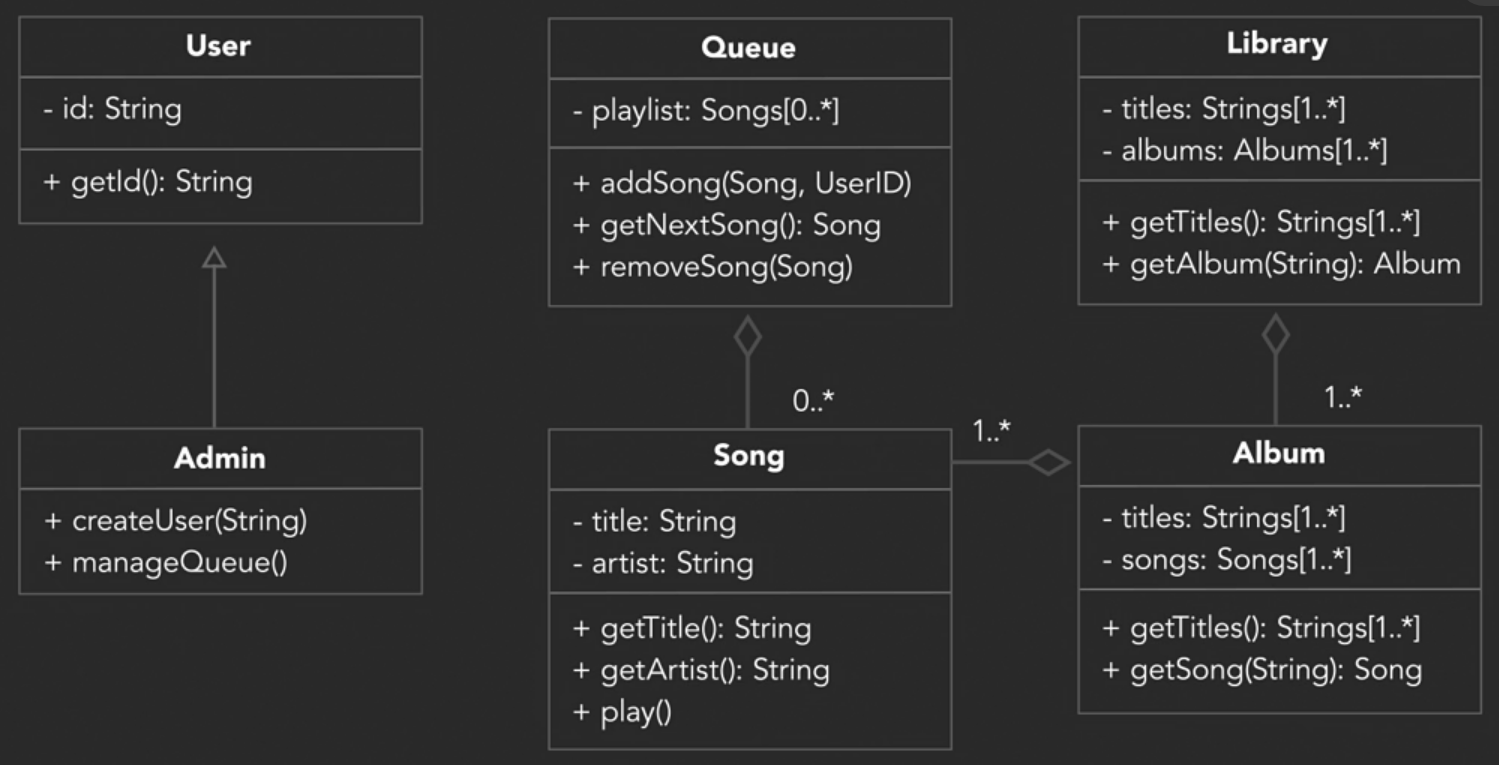 User
- id: String
+ getId(): String
Queue
- playlist: Songs[0..*]
+ addSong(Song, UserID)
+ getNextSong(): Song
+ removeSong(Song)
Library
- titles: Strings[1..*]
- albums: Albums[1..*]
+ getTitles(): Strings[1..*]
+ getAlbum(String): Album
0..*
1..*
1..*
Admin
+ createUser(String)
+ manageQueue()
Song
- title: String
- artist: String
+ getTitle(): String
+ getArtist(): String
+ play()
Album
- titles: Strings[1..*]
- songs: Songs[1..*]
+ getTitles(): Strings[1..*]
+ getSong(String): Song